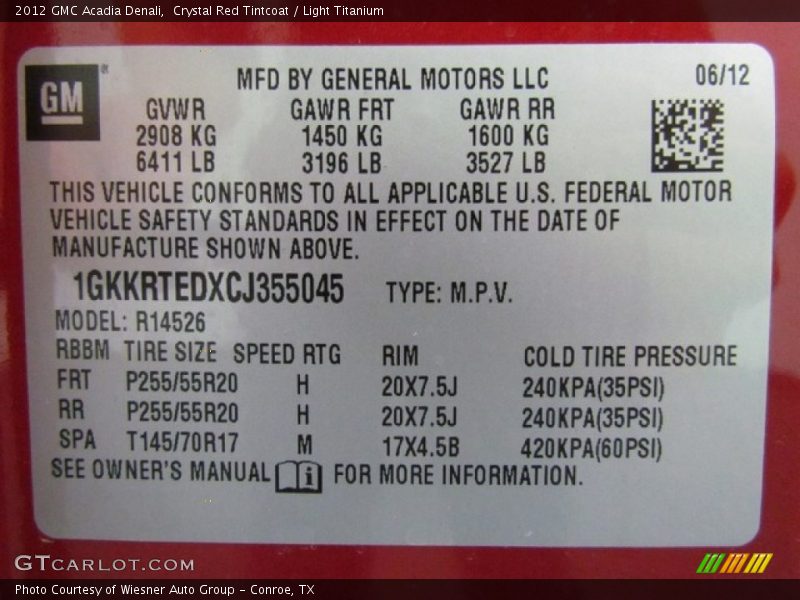 2012 GMC Acadia Denali,  Crystal Red Tintcoat / Light Titanium
GM®
MFD BY GENERAL MOTORS LLC 06/12
GVWR GAWR FRT GAWR RR
2908 KG 1450 KG 1600 KG
6411 LB 3196 LB 3527 LB
THIS VEHICLE CONFORMS TO ALL APPLICABLE U.S. FEDERAL MOTOR
VEHICLE SAFETY STANDARDS IN EFFECT ON THE DATE OF
MANUFACTURE SHOWN ABOVE.
1GKKRTEDXCJ355045 TYPE: M.P.V.
MODEL: R14526
RBBM TIRE SIZE SPEED RTG RIM COLD TIRE PRESSURE
FRT P255/55R20 H 20X7.5J 240KPA(35PSI)
RR P255/55R20 H 20X7.5J 240KPA(35PSI)
SPA T145/70R17 M 17X4.5B 420KPA(60PSI)
SEE OWNER'S MANUAL i FOR MORE INFORMATION.
GTCARLOT.COM
Photo Courtesy of Wiesner Auto Group - Conroe, TX